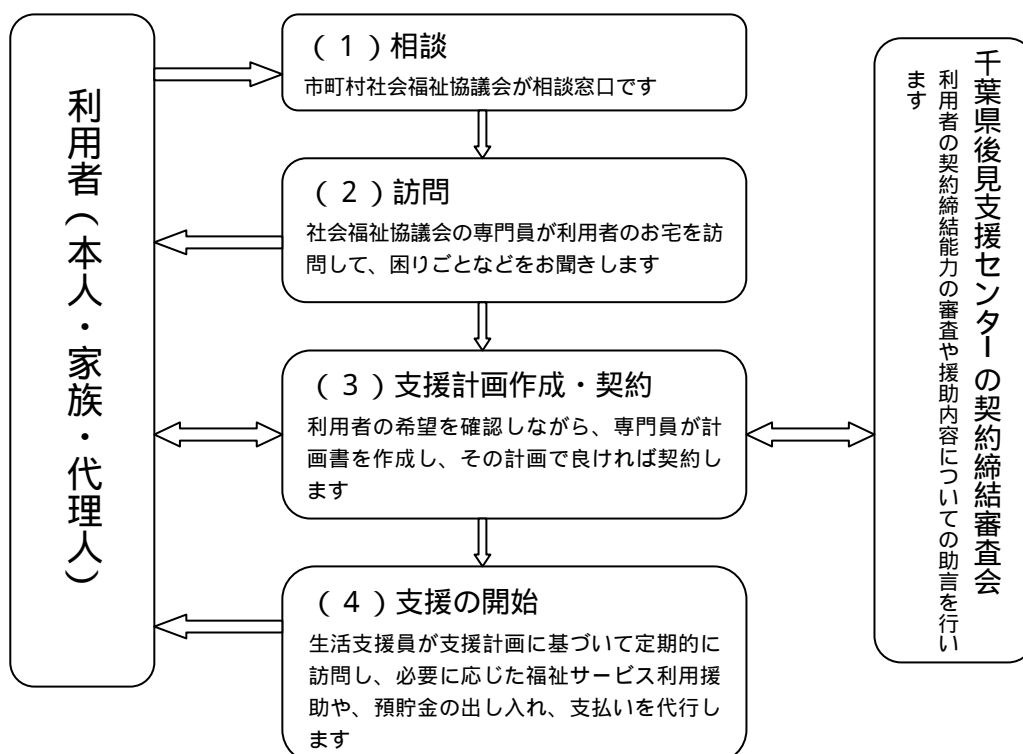 利用者(本人・家族・代理人)
(1)相談
市町村社会福祉協議会が相談窓口です
(2)訪問
社会福祉協議会の専門員が利用者のお宅を訪
問して、困りごとなどをお聞きします
(3)支援計画作成・契約
利用者の希望を確認しながら、専門員が計
画書を作成し、その計画で良ければ契約し
ます
(4)支援の開始
生活支援員が支援計画に基づいて定期的に
訪問し、必要に応じた福祉サービス利用援
助や、預貯金の出し入れ、支払いを代行し
ます
千葉県後見支援センターの契約締結審査会
利用者の契約締結能力の審査や援助内容についての助言を行い
ます